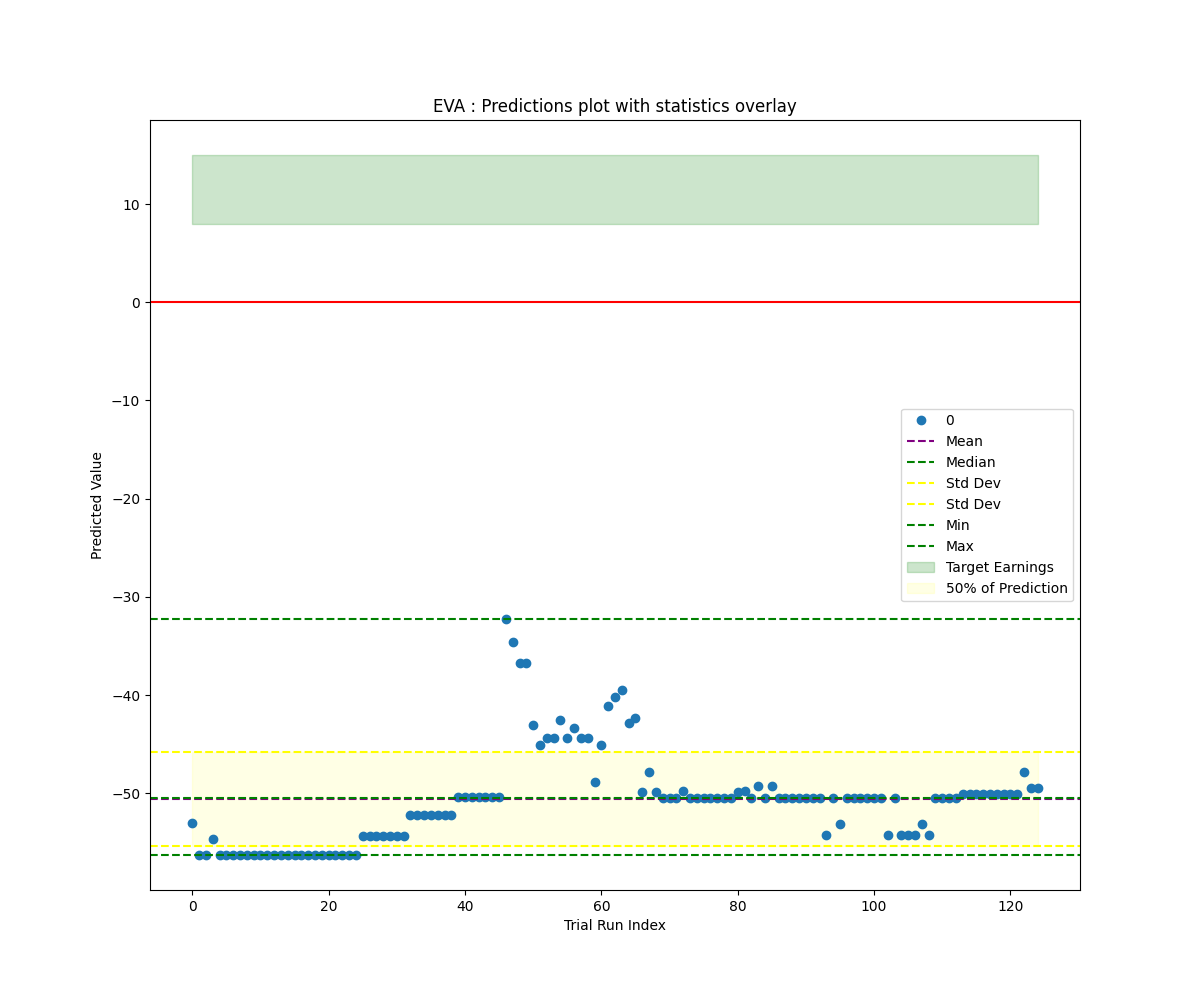 EVA : Predictions plot with statistics overlay
10
0
−10
−20
−30
−40
−50
Predicted Value
0
Mean
Median
Std Dev
Std Dev
Min
Max
Target Earnings
50% of Prediction
0 20 40 60 80 100 120
Trial Run Index